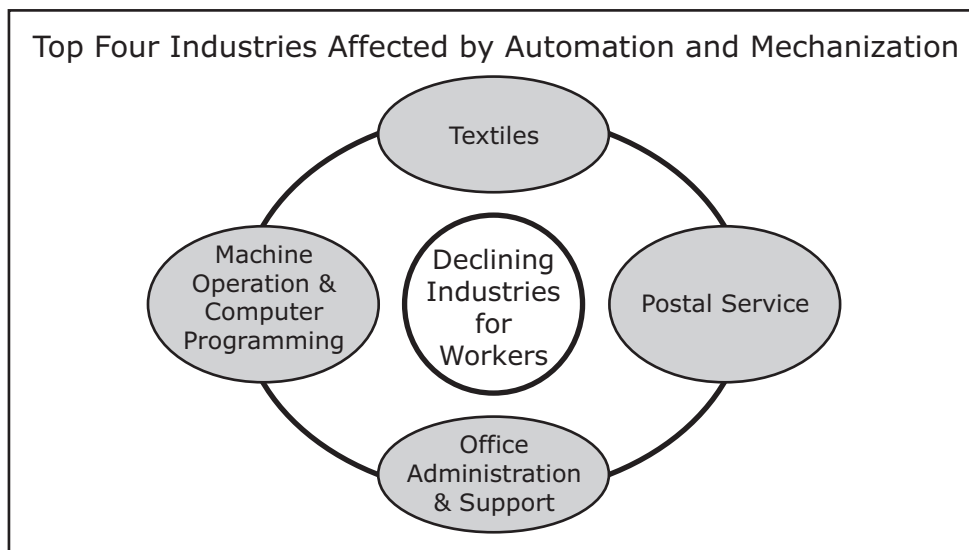 Top Four Industries Affected by Automation and Mechanization
Textiles
Machine
Operation &
Computer
Programming
Declining
Industries
for
Workers
Postal Service
Office
Administration
& Support